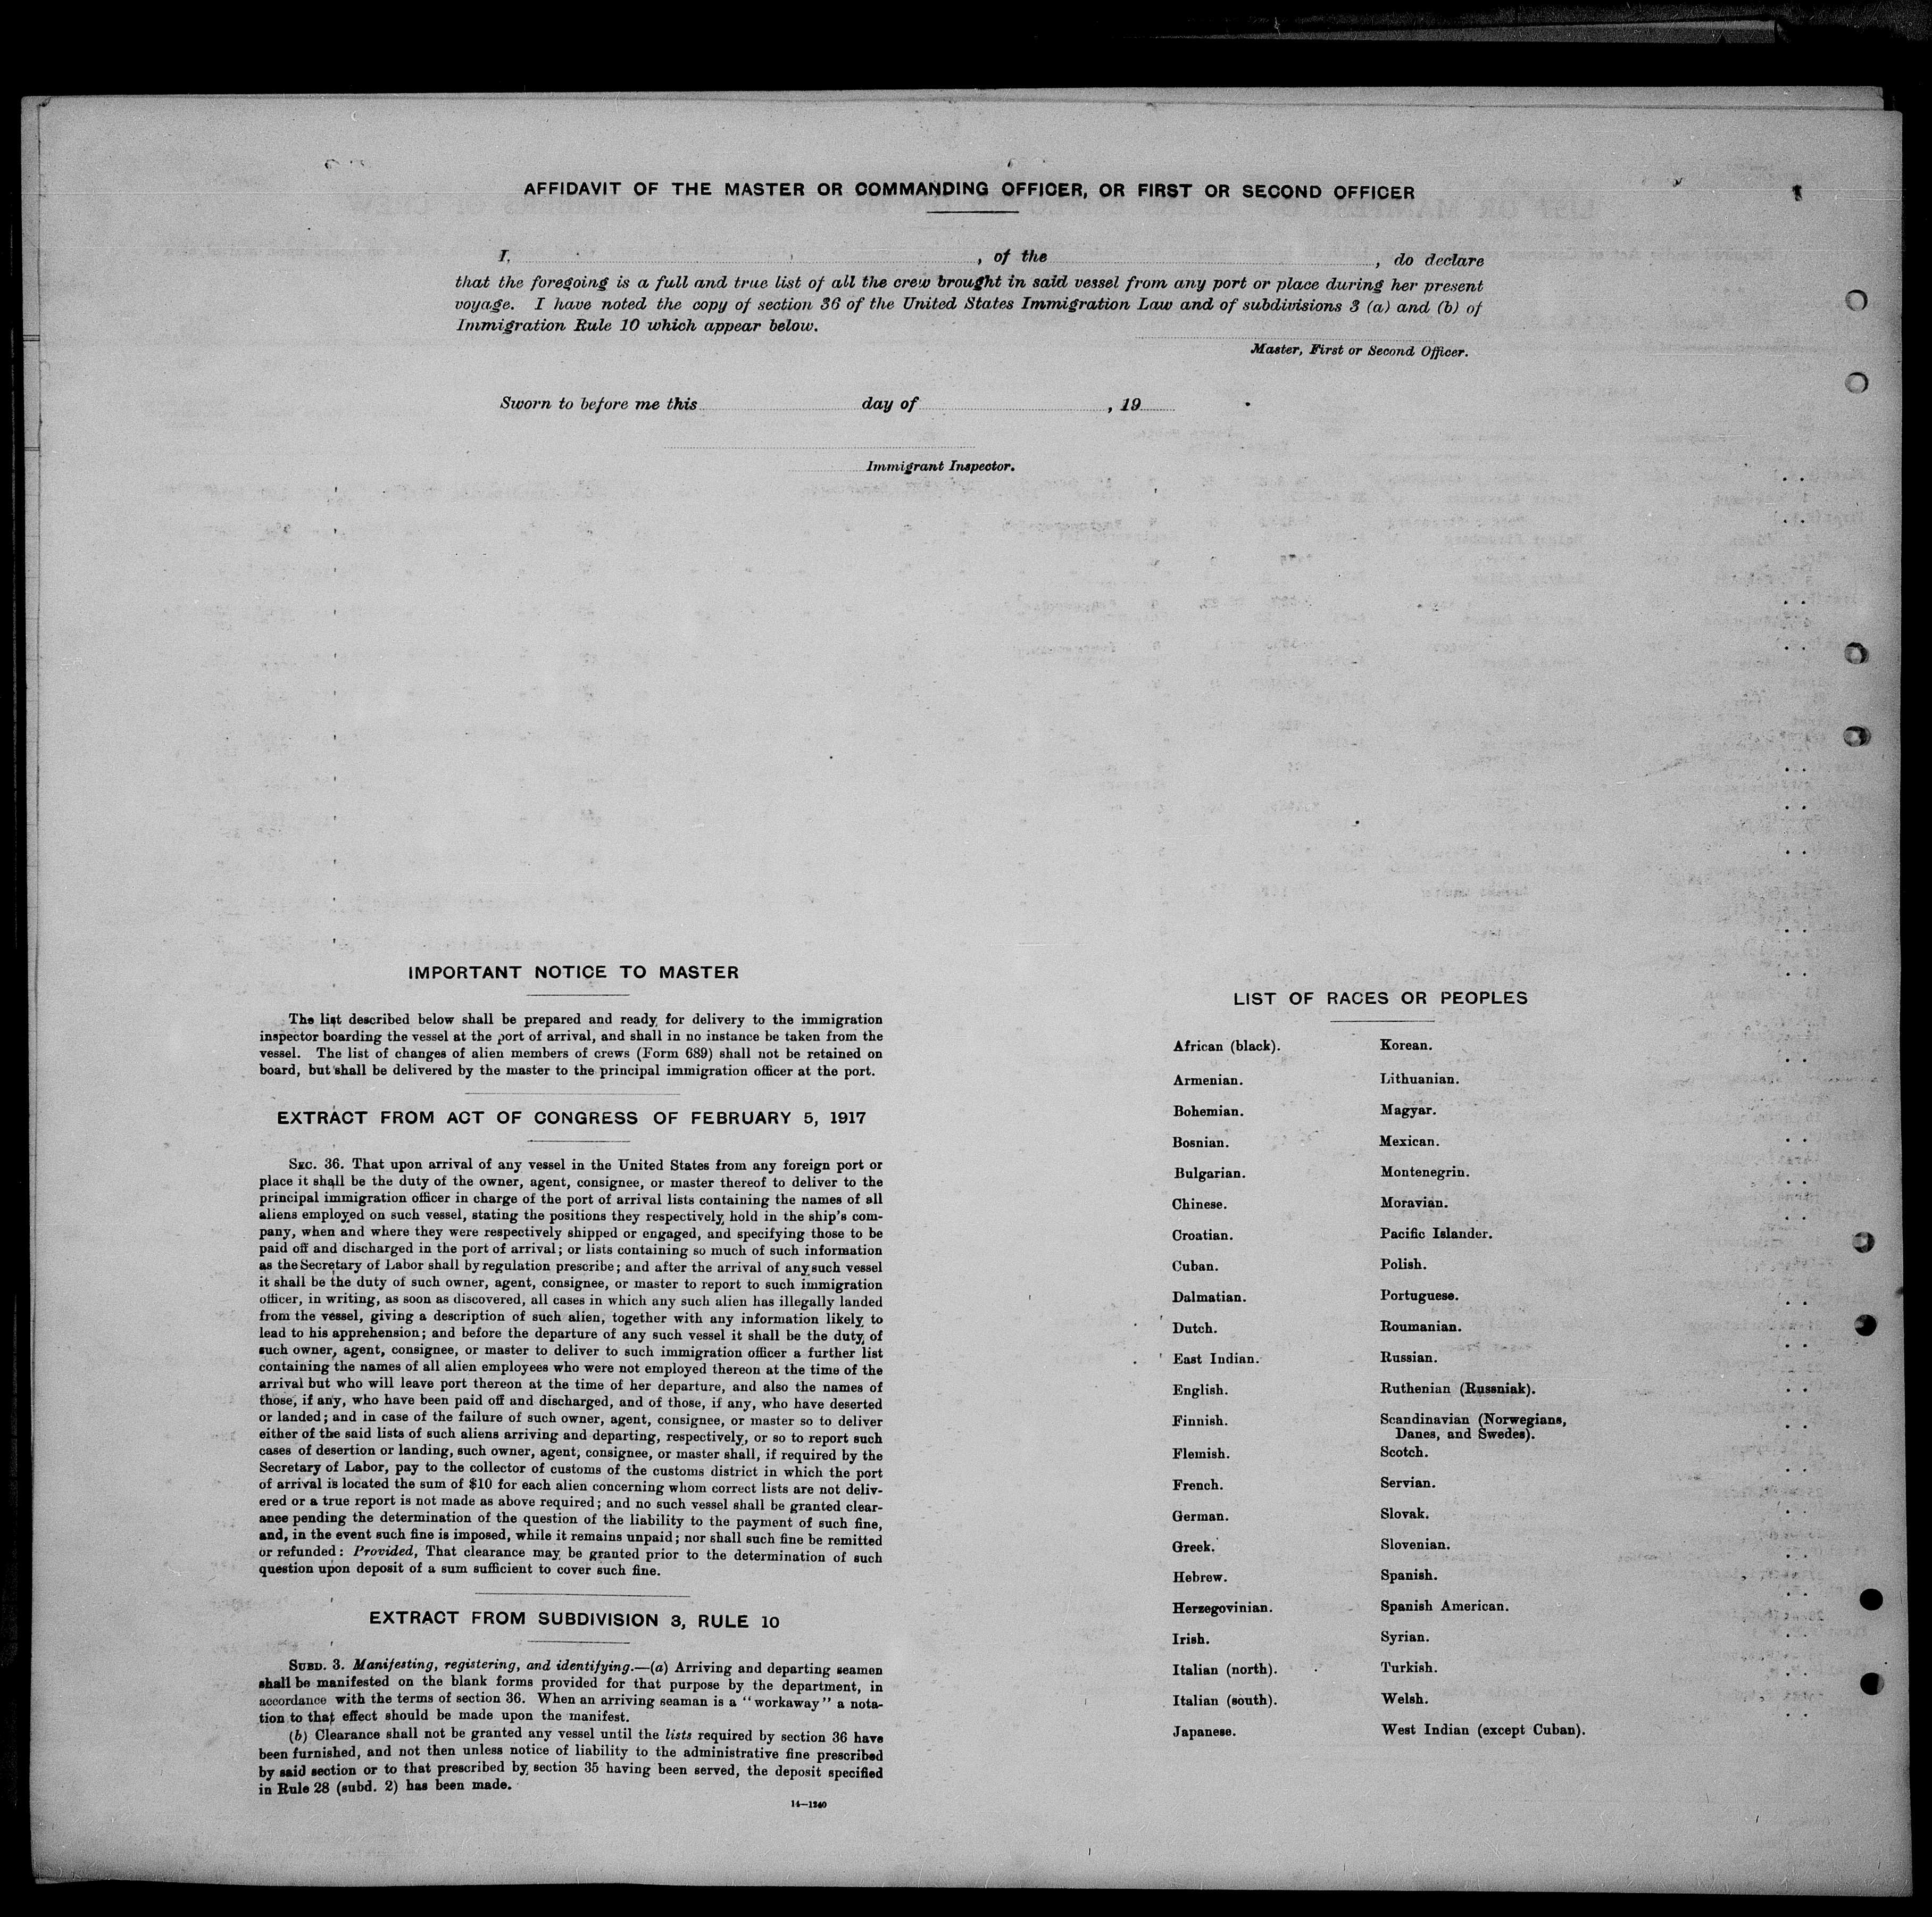 AFFIDAVIT OF THE MASTER OR COMMANDING OFFICER, OR FIRST OR SECOND OFFICER
I, , of the , do declare
that the foregoing is a full and true list of all the crew brought in said vessel from any port or place during her present
voyage. I have noted the copy of section 36 of the United States Immigration Law and of subdivisions 3 (a) and (b) of
Immigration Rule 10 which appear below.
Master, First or Second Officer.
Sworn to before me this day of , 19
Immigrant Inspector.
IMPORTANT NOTICE TO MASTER
The list described below shall be prepared and ready for delivery to the immigration
inspector boarding the vessel at the port of arrival, and shall in no instance be taken from the
vessel. The list of changes of alien members of crews (Form 689) shall not be retained on
board, but shall be delivered by the master to the principal immigration officer at the port.
EXTRACT FROM ACT OF CONGRESS OF FEBRUARY 5, 1917
SEC. 36. That upon arrival of any vessel in the United States from any foreign port or
place it shall be the duty of the owner, agent, consignee, or master thereof to deliver to the
principal immigration officer in charge of the port of arrival lists containing the names of all
aliens employed on such vessel, stating the positions they respectively hold in the ship's com-
pany, when and where they were respectively shipped or engaged, and specifying those to be
paid off and discharged in the port of arrival; or lists containing so much of such information
as the Secretary of Labor shall by regulation prescribe; and after the arrival of any such vessel
it shall be the duty of such owner, agent, consignee, or master to report to such immigration
officer, in writing, as soon as discovered, all cases in which any such alien has illegally landed
from the vessel, giving a description of such alien, together with any information likely to
lead to his apprehension; and before the departure of any such vessel it shall be the duty of
such owner, agent, consignee, or master to deliver to such immigration officer a further list
containing the names of all alien employees who were not employed thereon at the time of the
arrival but who will leave port thereon at the time of her departure, and also the names of
those, if any, who have been paid off and discharged, and of those, if any, who have deserted
or landed; and in case of the failure of such owner, agent, consignee, or master so to deliver
either of the said lists of such aliens arriving and departing, respectively, or so to report such
cases of desertion or landing, such owner, agent, consignee, or master shall, if required by the
Secretary of Labor, pay to the collector of customs of the customs district in which the port
of arrival is located the sum of $10 for each alien concerning whom correct lists are not deliv-
ered or a true report is not made as above required; and no such vessel shall be granted clear-
ance pending the determination of the question of the liability to the payment of such fine,
and, in the event such fine is imposed, while it remains unpaid; nor shall such fine be remitted
or refunded: Provided, That clearance may be granted prior to the determination of such
question upon deposit of a sum sufficient to cover such fine.
EXTRACT FROM SUBDIVISION 3, RULE 10
SUBD. 3. Manifesting, registering, and identifying.—(a) Arriving and departing seamen
shall be manifested on the blank forms provided for that purpose by the department, in
accordance with the terms of section 36. When an arriving seaman is a "workaway" a nota-
tion to that effect should be made upon the manifest.
(b) Clearance shall not be granted any vessel until the lists required by section 36 have
been furnished, and not then unless notice of liability to the administrative fine prescribed
by said section or to that prescribed by section 35 having been served, the deposit specified
in Rule 28 (subd. 2) has been made.
14—1240
LIST OF RACES OR PEOPLES
African (black).
Armenian.
Bohemian.
Bosnian.
Bulgarian.
Chinese.
Croatian.
Cuban.
Dalmatian.
Dutch.
East Indian.
English.
Finnish.
Flemish.
French.
German.
Greek.
Hebrew.
Herzegovinian.
Irish.
Italian (north).
Italian (south).
Japanese.
Korean.
Lithuanian.
Magyar.
Mexican.
Montenegrin.
Moravian.
Pacific Islander.
Polish.
Portuguese.
Roumanian.
Russian.
Ruthenian (Russniak).
Scandinavian (Norwegians,
Danes, and Swedes).
Scotch.
Servian.
Slovak.
Slovenian.
Spanish.
Spanish American.
Syrian.
Turkish.
Welsh.
West Indian (except Cuban).